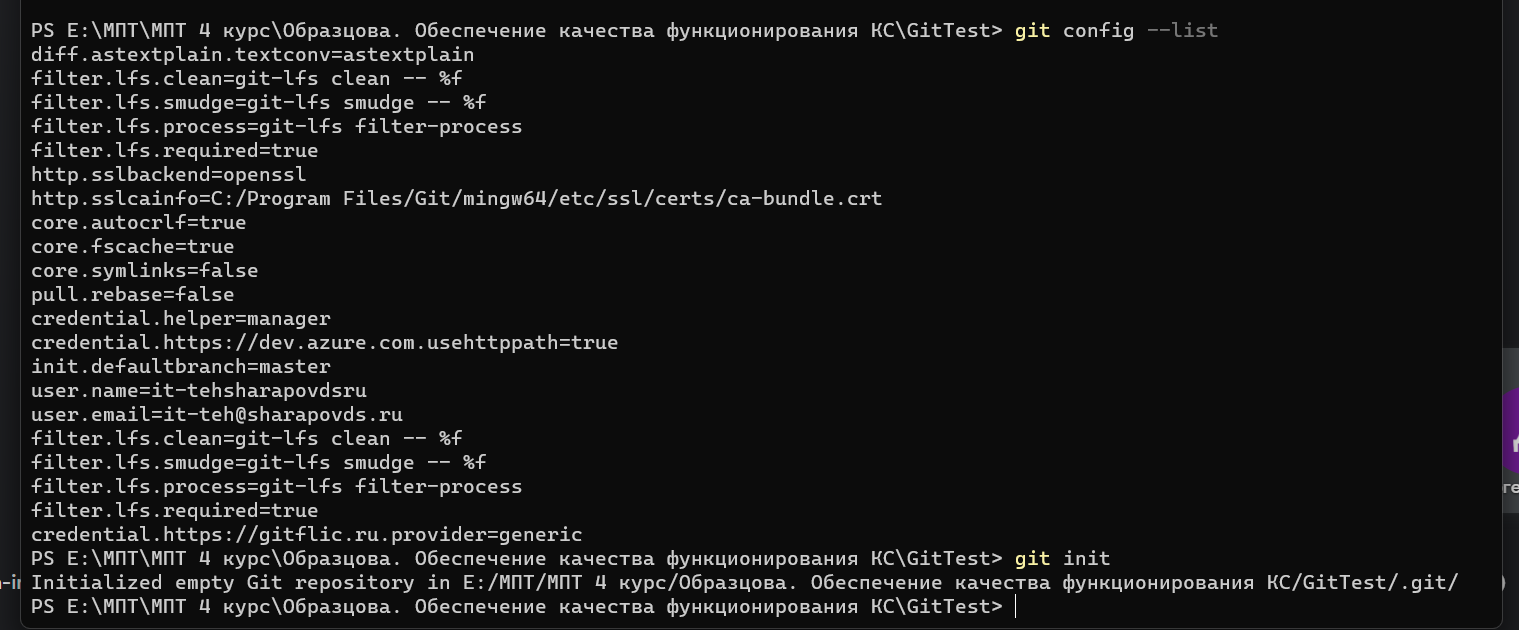 PS E:\МПТ\МПТ 4 курс\Образцова. Обеспечение качества функционирования КС\GitTest> git config --list
diff.astextplain.textconv=astextplain
filter.lfs.clean=git-lfs clean -- %f
filter.lfs.smudge=git-lfs smudge -- %f
filter.lfs.process=git-lfs filter-process
filter.lfs.required=true
http.sslbackend=openssl
http.sslcainfo=C:/Program Files/Git/mingw64/etc/ssl/certs/ca-bundle.crt
core.autocrlf=true
core.fscache=true
core.symlinks=false
pull.rebase=false
credential.helper=manager
credential.https://dev.azure.com.usehttppath=true
init.defaultbranch=master
user.name=it-tehsharapovdsru
user.email=it-teh@sharapovds.ru
filter.lfs.clean=git-lfs clean -- %f
filter.lfs.smudge=git-lfs smudge -- %f
filter.lfs.process=git-lfs filter-process
filter.lfs.required=true
credential.https://gitflic.ru.provider=generic
PS E:\МПТ\МПТ 4 курс\Образцова. Обеспечение качества функционирования КС\GitTest> git init
Initialized empty Git repository in E:/МПТ/МПТ 4 курс/Образцова. Обеспечение качества функционирования КС/GitTest/.git/
PS E:\МПТ\МПТ 4 курс\Образцова. Обеспечение качества функционирования КС\GitTest>